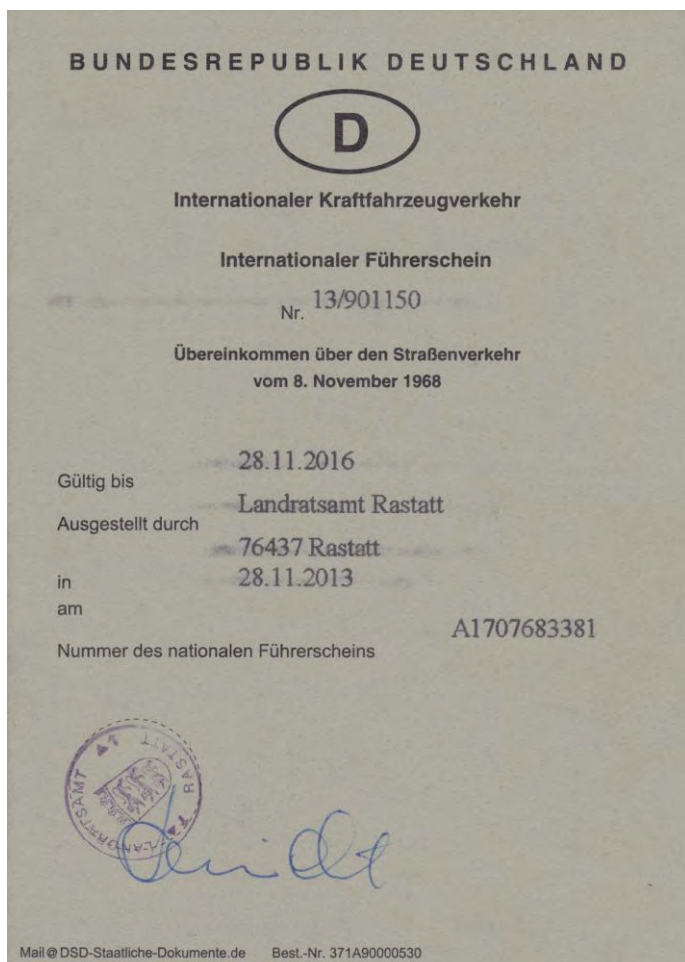 BUNDESREPUBLIK DEUTSCHLAND
D
Internationaler Kraftfahrzeugverkehr
Internationaler Führerschein
Nr. 13/901150
Übereinkommen über den Straßenverkehr
vom 8. November 1968
Gültig bis 28.11.2016
Ausgestellt durch Landratsamt Rastatt
in 76437 Rastatt
am 28.11.2013
Nummer des nationalen Führerscheins A1707683381
LANDRATSAMT RASTATT
Mail@DSD-Staatliche-Dokumente.de Best.-Nr. 371A90000530